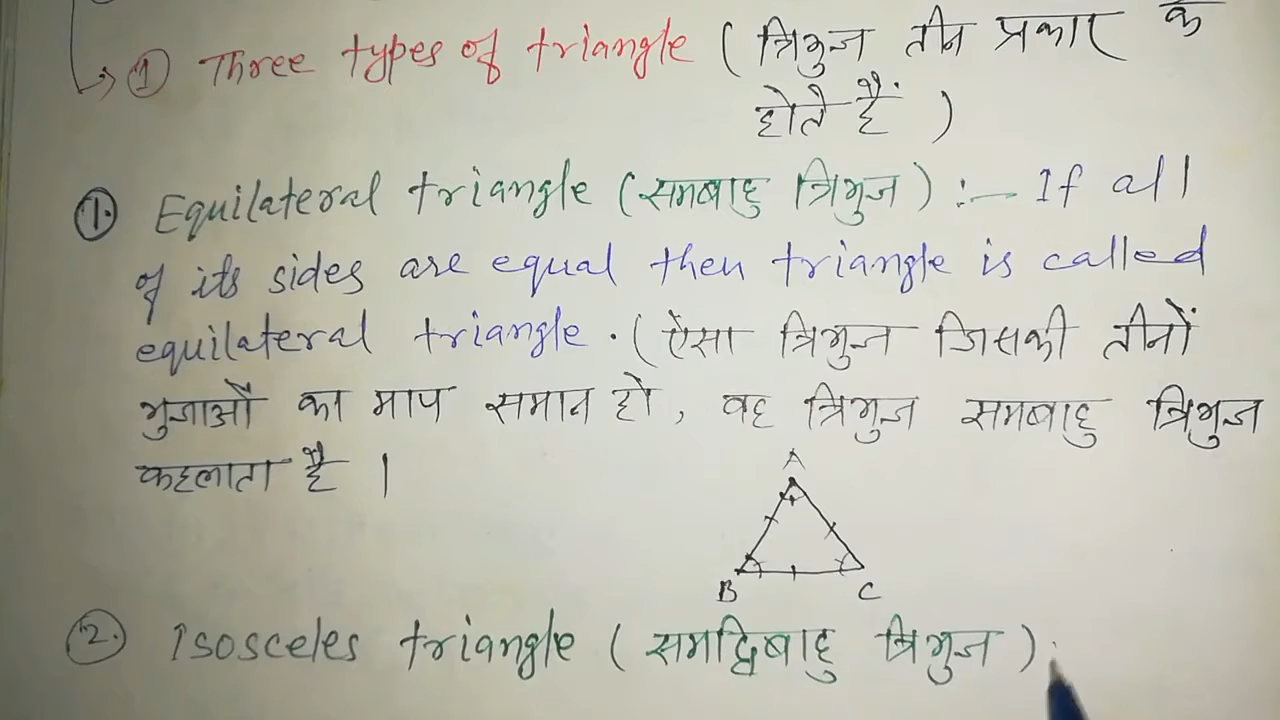 ① Three types of triangle ( त्रिभुज तीन प्रकार के
होते हैं )
1. Equilateral triangle (समबाहु त्रिभुज) :- If all
of its sides are equal then triangle is called
equilateral triangle. (ऐसा त्रिभुज जिसकी तीनों
भुजाओं का माप समान हो, वह त्रिभुज समबाहु त्रिभुज
कहलाता है |
A
B C
2. Isosceles triangle ( समद्विबाहु त्रिभुज ) :